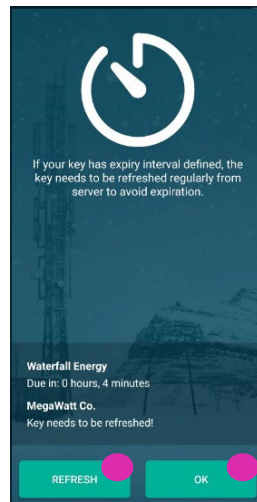 If your key has expiry interval defined, the
key needs to be refreshed regularly from
server to avoid expiration.
Waterfall Energy
Due in: 0 hours, 4 minutes
MegaWatt Co.
Key needs to be refreshed!
REFRESH
OK